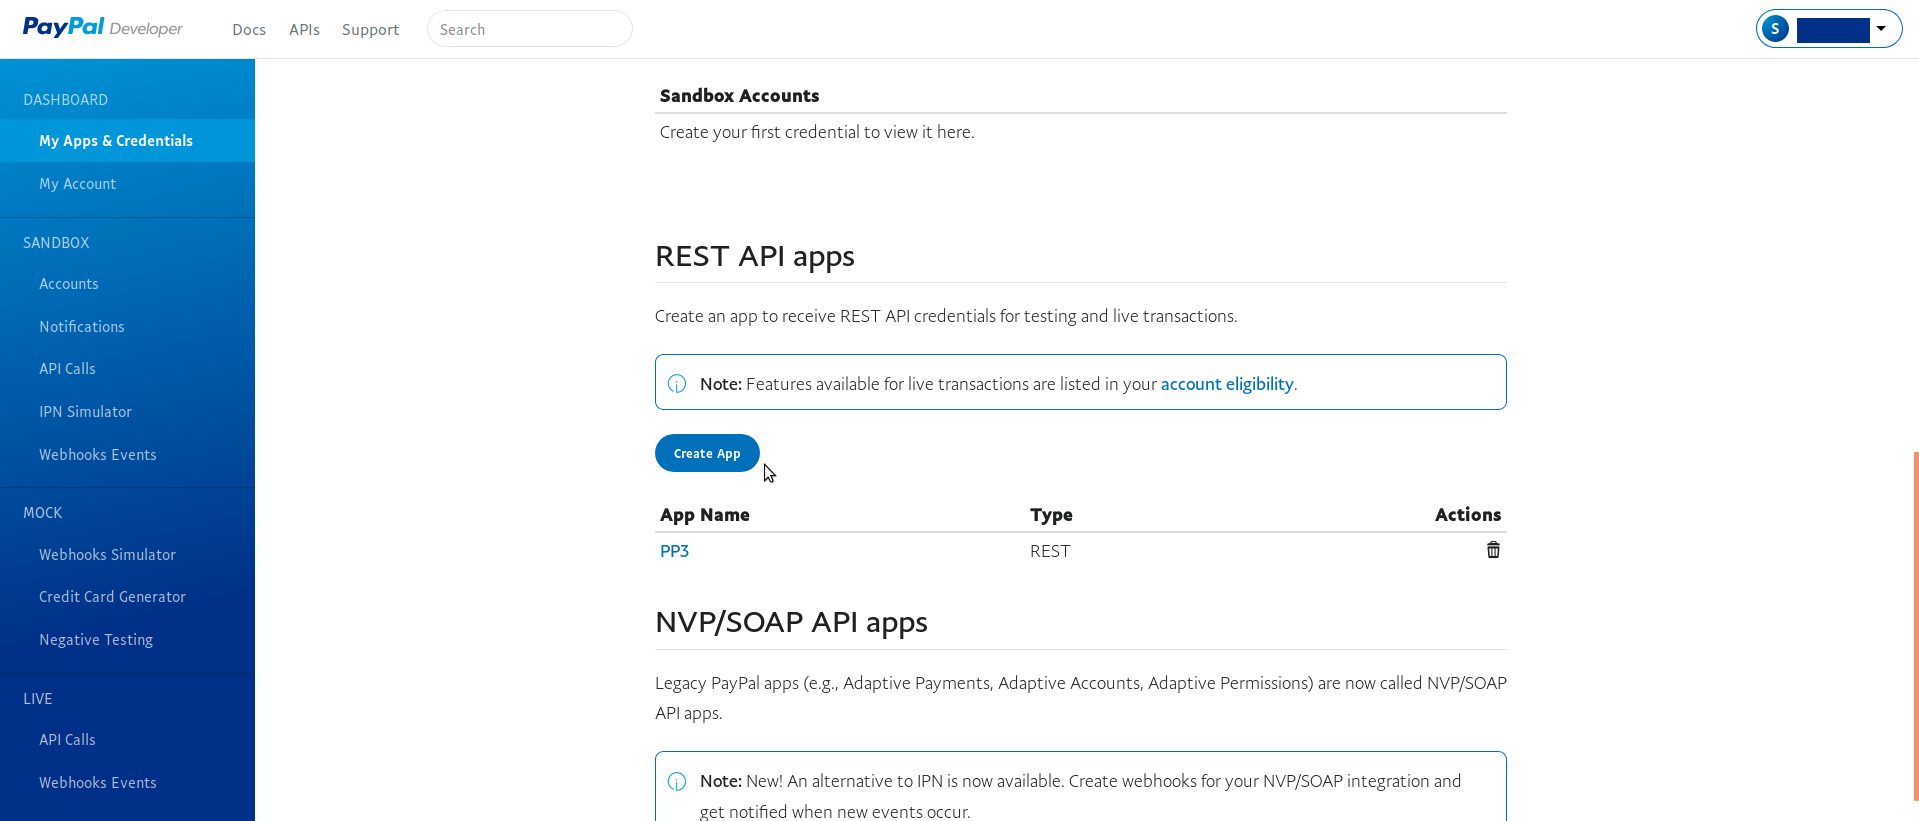 PayPal Developer
Docs APIs Support Search
S
DASHBOARD
My Apps & Credentials
My Account
SANDBOX
Accounts
Notifications
API Calls
IPN Simulator
Webhooks Events
MOCK
Webhooks Simulator
Credit Card Generator
Negative Testing
LIVE
API Calls
Webhooks Events
Sandbox Accounts
Create your first credential to view it here.
REST API apps
Create an app to receive REST API credentials for testing and live transactions.
Note: Features available for live transactions are listed in your account eligibility.
Create App
App Name Type Actions
PP3 REST
NVP/SOAP API apps
Legacy PayPal apps (e.g., Adaptive Payments, Adaptive Accounts, Adaptive Permissions) are now called NVP/SOAP
API apps.
Note: New! An alternative to IPN is now available. Create webhooks for your NVP/SOAP integration and
get notified when new events occur.